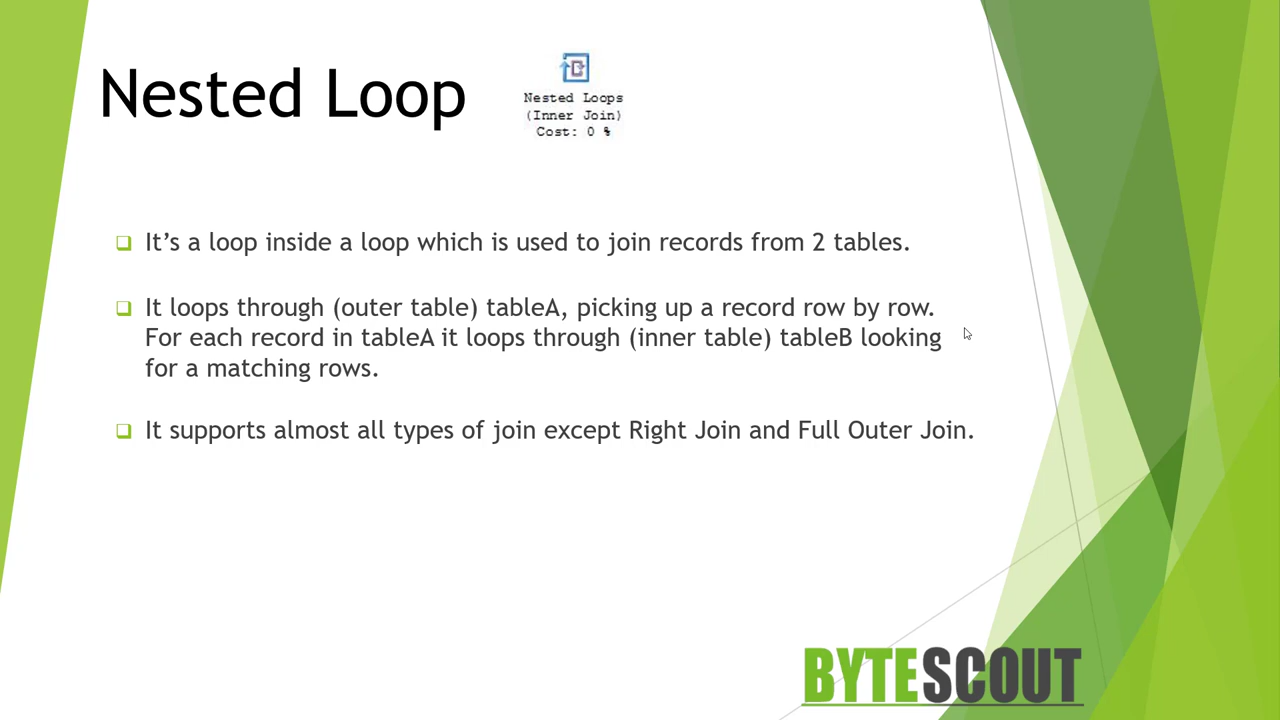 Nested Loop
Nested Loops
(Inner Join)
Cost: 0 %
It’s a loop inside a loop which is used to join records from 2 tables.
It loops through (outer table) tableA, picking up a record row by row.
For each record in tableA it loops through (inner table) tableB looking
for a matching rows.
It supports almost all types of join except Right Join and Full Outer Join.
BYTESCOUT